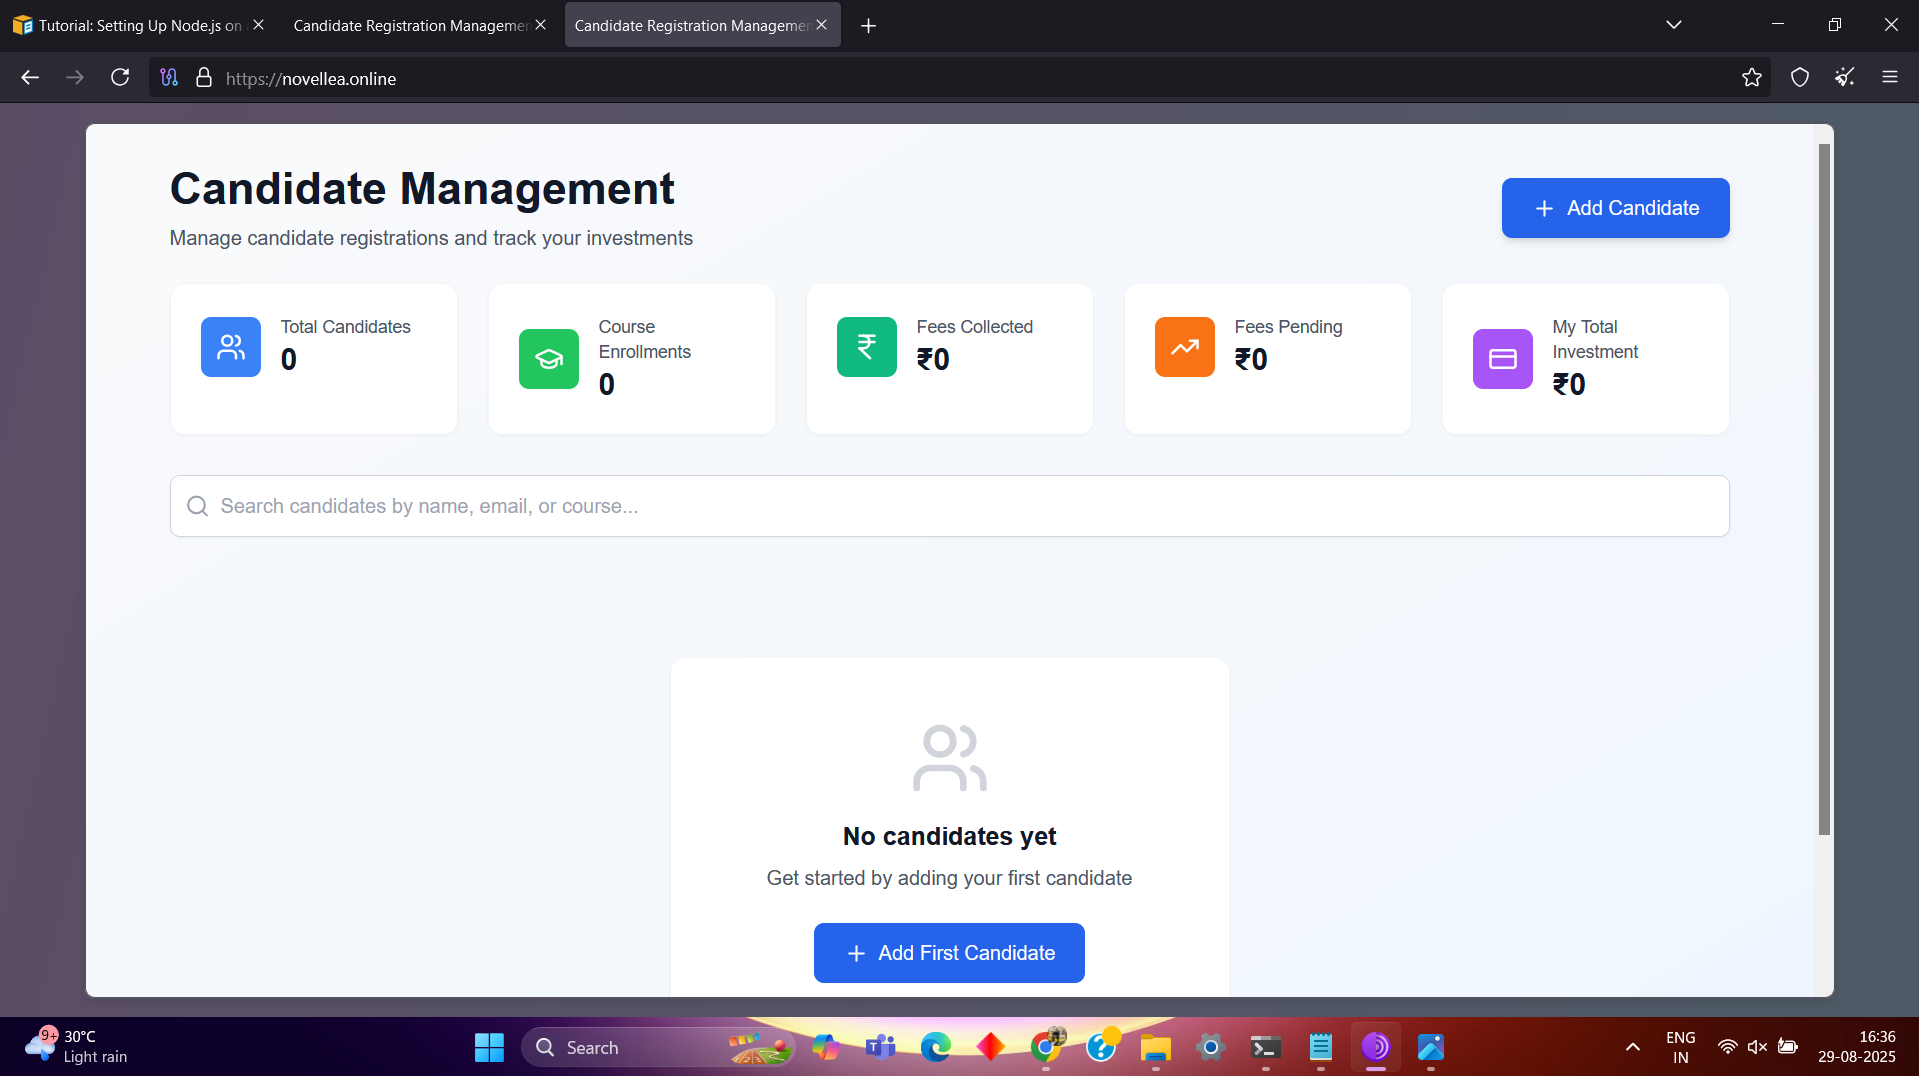 Tutorial: Setting Up Node.js on
Candidate Registration Managemen
Candidate Registration Managemen
https://novellea.online
Candidate Management
Manage candidate registrations and track your investments
+ Add Candidate
Total Candidates
0
Course
Enrollments
0
Fees Collected
₹0
Fees Pending
₹0
My Total
Investment
₹0
Search candidates by name, email, or course...
No candidates yet
Get started by adding your first candidate
+ Add First Candidate
9+
30°C
Light rain
Search
ENG
IN
16:36
29-08-2025